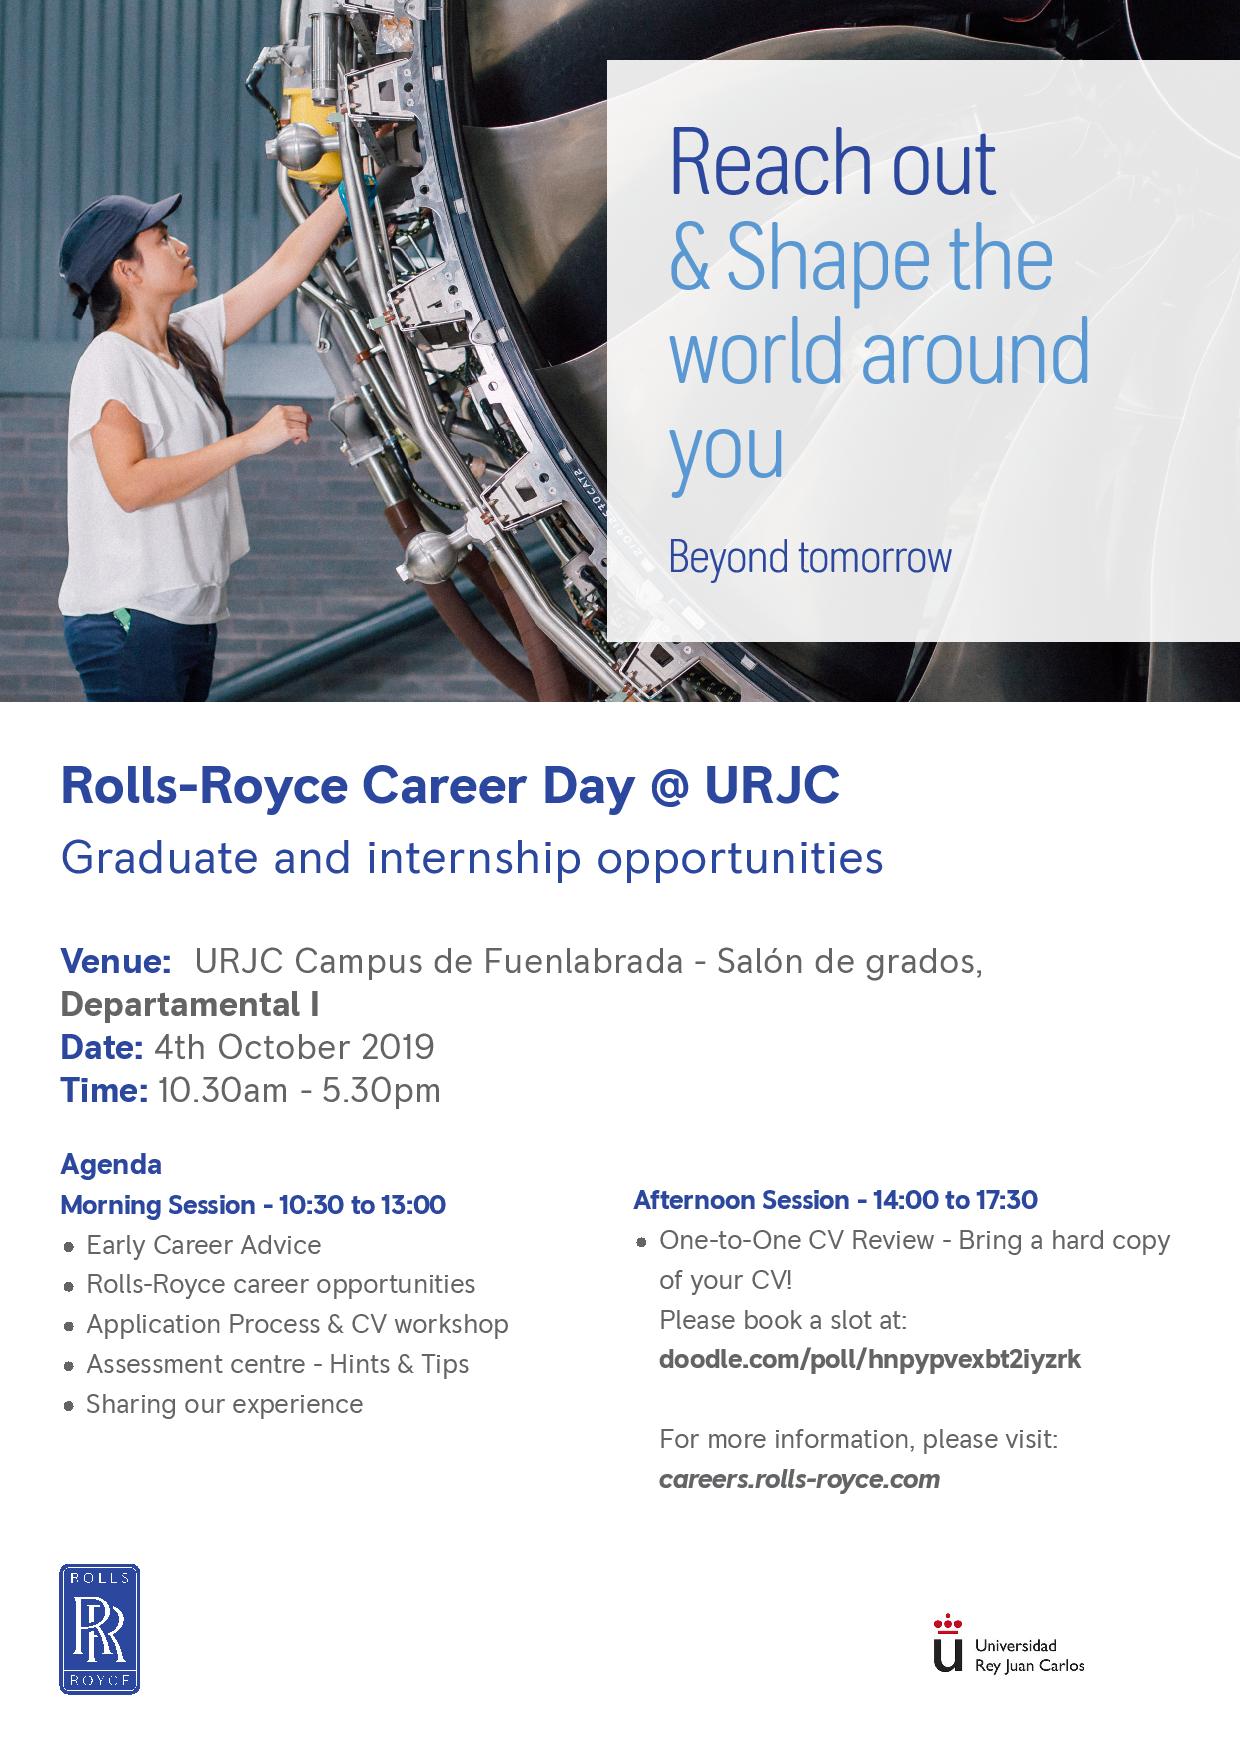 Reach out
& Shape the
world around
you
Beyond tomorrow
Rolls-Royce Career Day @ URJC
Graduate and internship opportunities
Venue: URJC Campus de Fuenlabrada - Salón de grados,
Departamental I
Date: 4th October 2019
Time: 10.30am - 5.30pm
Agenda
Morning Session - 10:30 to 13:00
• Early Career Advice
• Rolls-Royce career opportunities
• Application Process & CV workshop
• Assessment centre - Hints & Tips
• Sharing our experience
Afternoon Session - 14:00 to 17:30
• One-to-One CV Review - Bring a hard copy
of your CV!
Please book a slot at:
doodle.com/poll/hnpypvexbt2iyzrk
For more information, please visit:
careers.rolls-royce.com
ROLLS
RR
ROYCE
u
Universidad
Rey Juan Carlos